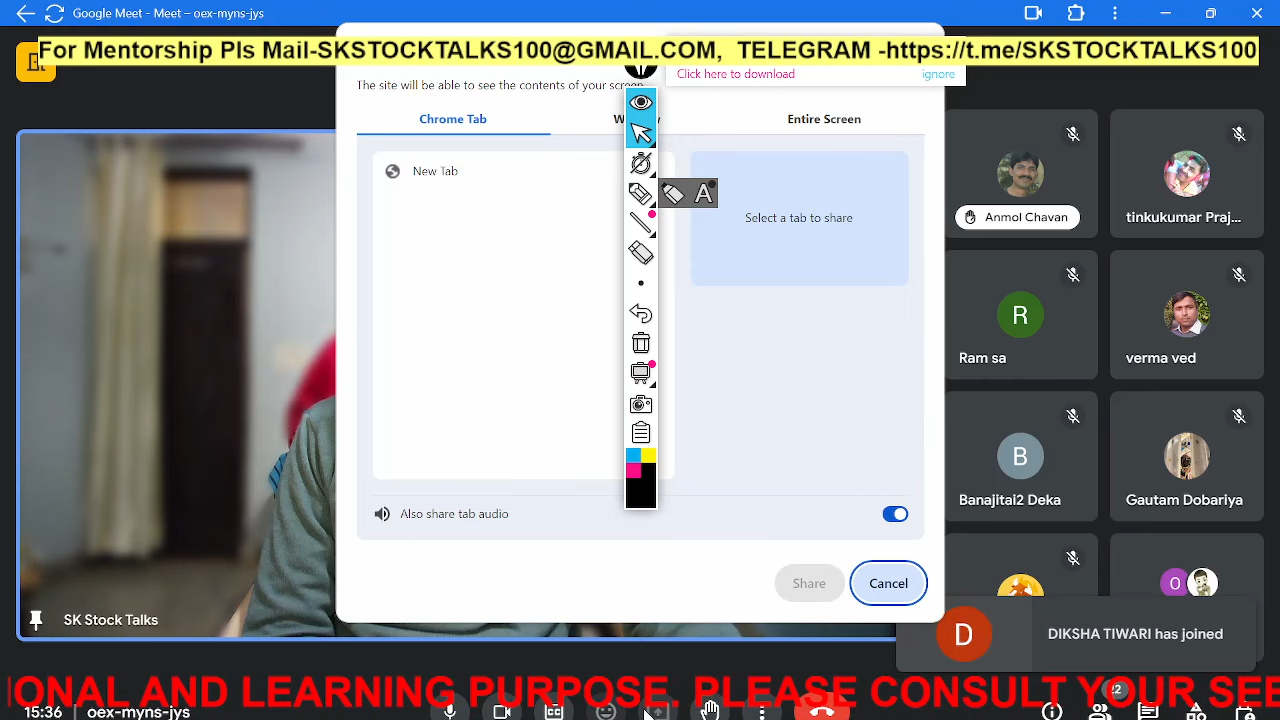 Google Meet - Meet – oex-myns-jys
For Mentorship Pls Mail-SKSTOCKTALKS100@GMAIL.COM, TELEGRAM -https://t.me/SKSTOCKTALKS100
Click here to download
ignore
The site will be able to see the contents of your screen.
Chrome Tab
Entire Screen
New Tab
Select a tab to share
A
Also share tab audio
Share
Cancel
Anmol Chavan
tinkukumar Praj...
R
Ram sa
verma ved
B
Banajital2 Deka
Gautam Dobariya
O
SK Stock Talks
D
DIKSHA TIWARI has joined
22
ONAL AND LEARNING PURPOSE. PLEASE CONSULT YOUR SEE
15:36
oex-myns-jys